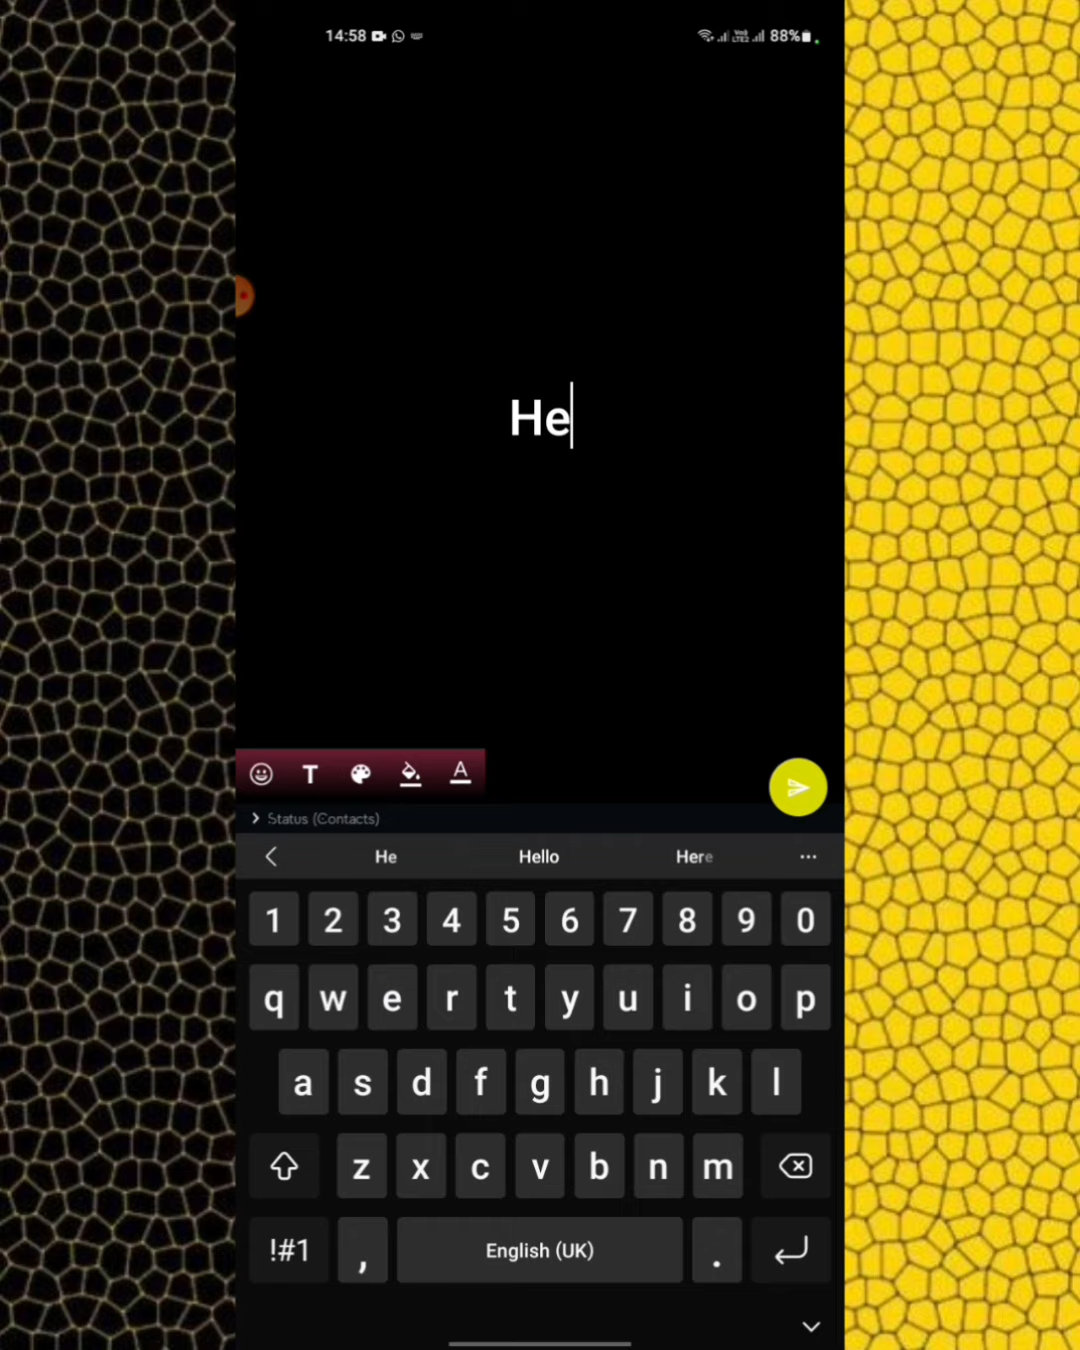 14:58 88%
He
T A
Status (Contacts)
He Hello Here
1 2 3 4 5 6 7 8 9 0
q w e r t y u i o p
a s d f g h j k l
z x c v b n m
!#1 , English (UK) .